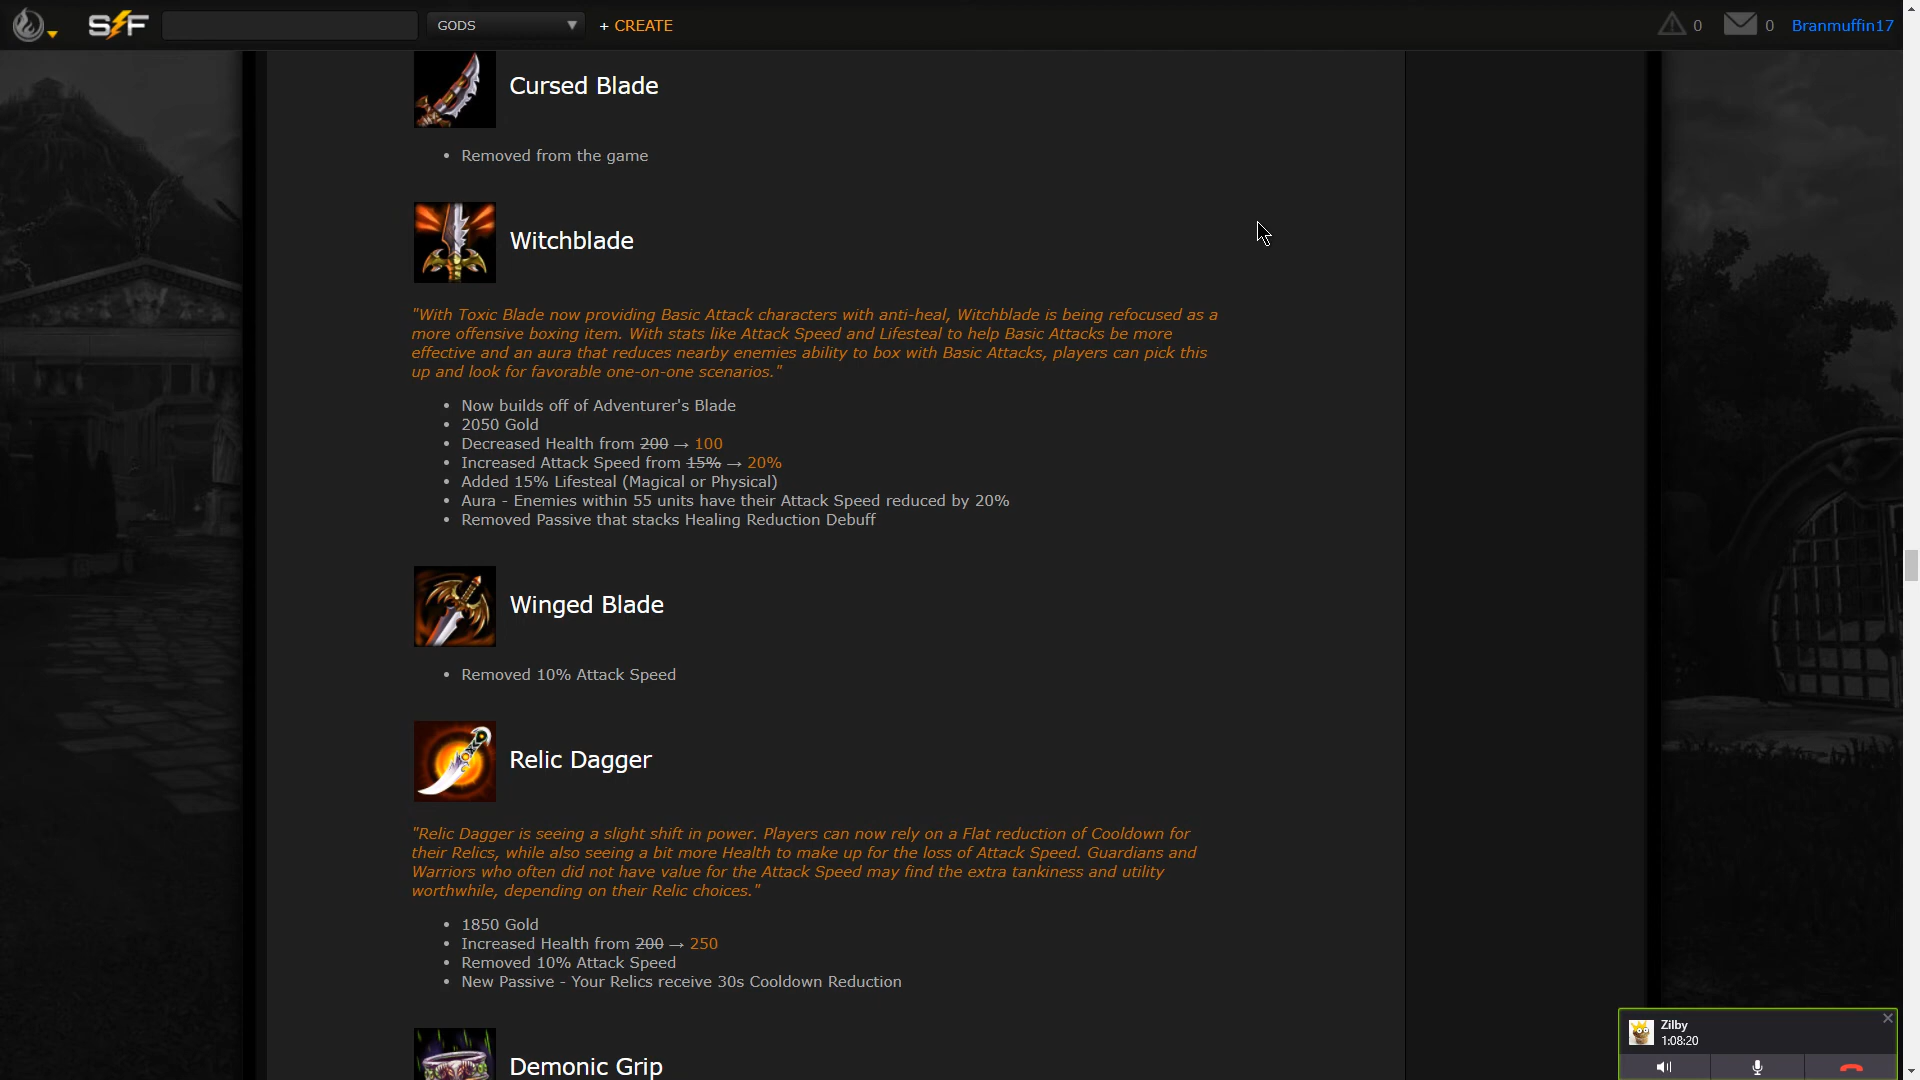 SF
GODS ▼
+ CREATE
0
0
Branmuffin17
Cursed Blade
• Removed from the game
Witchblade
"With Toxic Blade now providing Basic Attack characters with anti-heal, Witchblade is being refocused as a
more offensive boxing item. With stats like Attack Speed and Lifesteal to help Basic Attacks be more
effective and an aura that reduces nearby enemies ability to box with Basic Attacks, players can pick this
up and look for favorable one-on-one scenarios."
• Now builds off of Adventurer's Blade
• 2050 Gold
• Decreased Health from 200 → 100
• Increased Attack Speed from 15% → 20%
• Added 15% Lifesteal (Magical or Physical)
• Aura - Enemies within 55 units have their Attack Speed reduced by 20%
• Removed Passive that stacks Healing Reduction Debuff
Winged Blade
• Removed 10% Attack Speed
Relic Dagger
"Relic Dagger is seeing a slight shift in power. Players can now rely on a Flat reduction of Cooldown for
their Relics, while also seeing a bit more Health to make up for the loss of Attack Speed. Guardians and
Warriors who often did not have value for the Attack Speed may find the extra tankiness and utility
worthwhile, depending on their Relic choices."
• 1850 Gold
• Increased Health from 200 → 250
• Removed 10% Attack Speed
• New Passive - Your Relics receive 30s Cooldown Reduction
Demonic Grip
Zilby
1:08:20